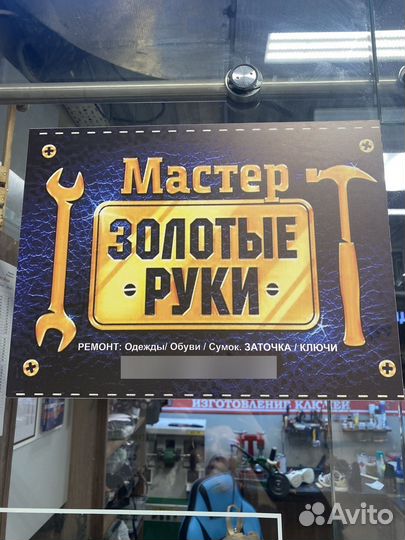 Мастер
ЗОЛОТЫЕ
РУКИ
РЕМОНТ: Одежды/ Обуви / Сумок. ЗАТОЧКА / КЛЮЧИ
ИЗГОТОВЛЕНИЕ КЛЮЧЕЙ
Avito